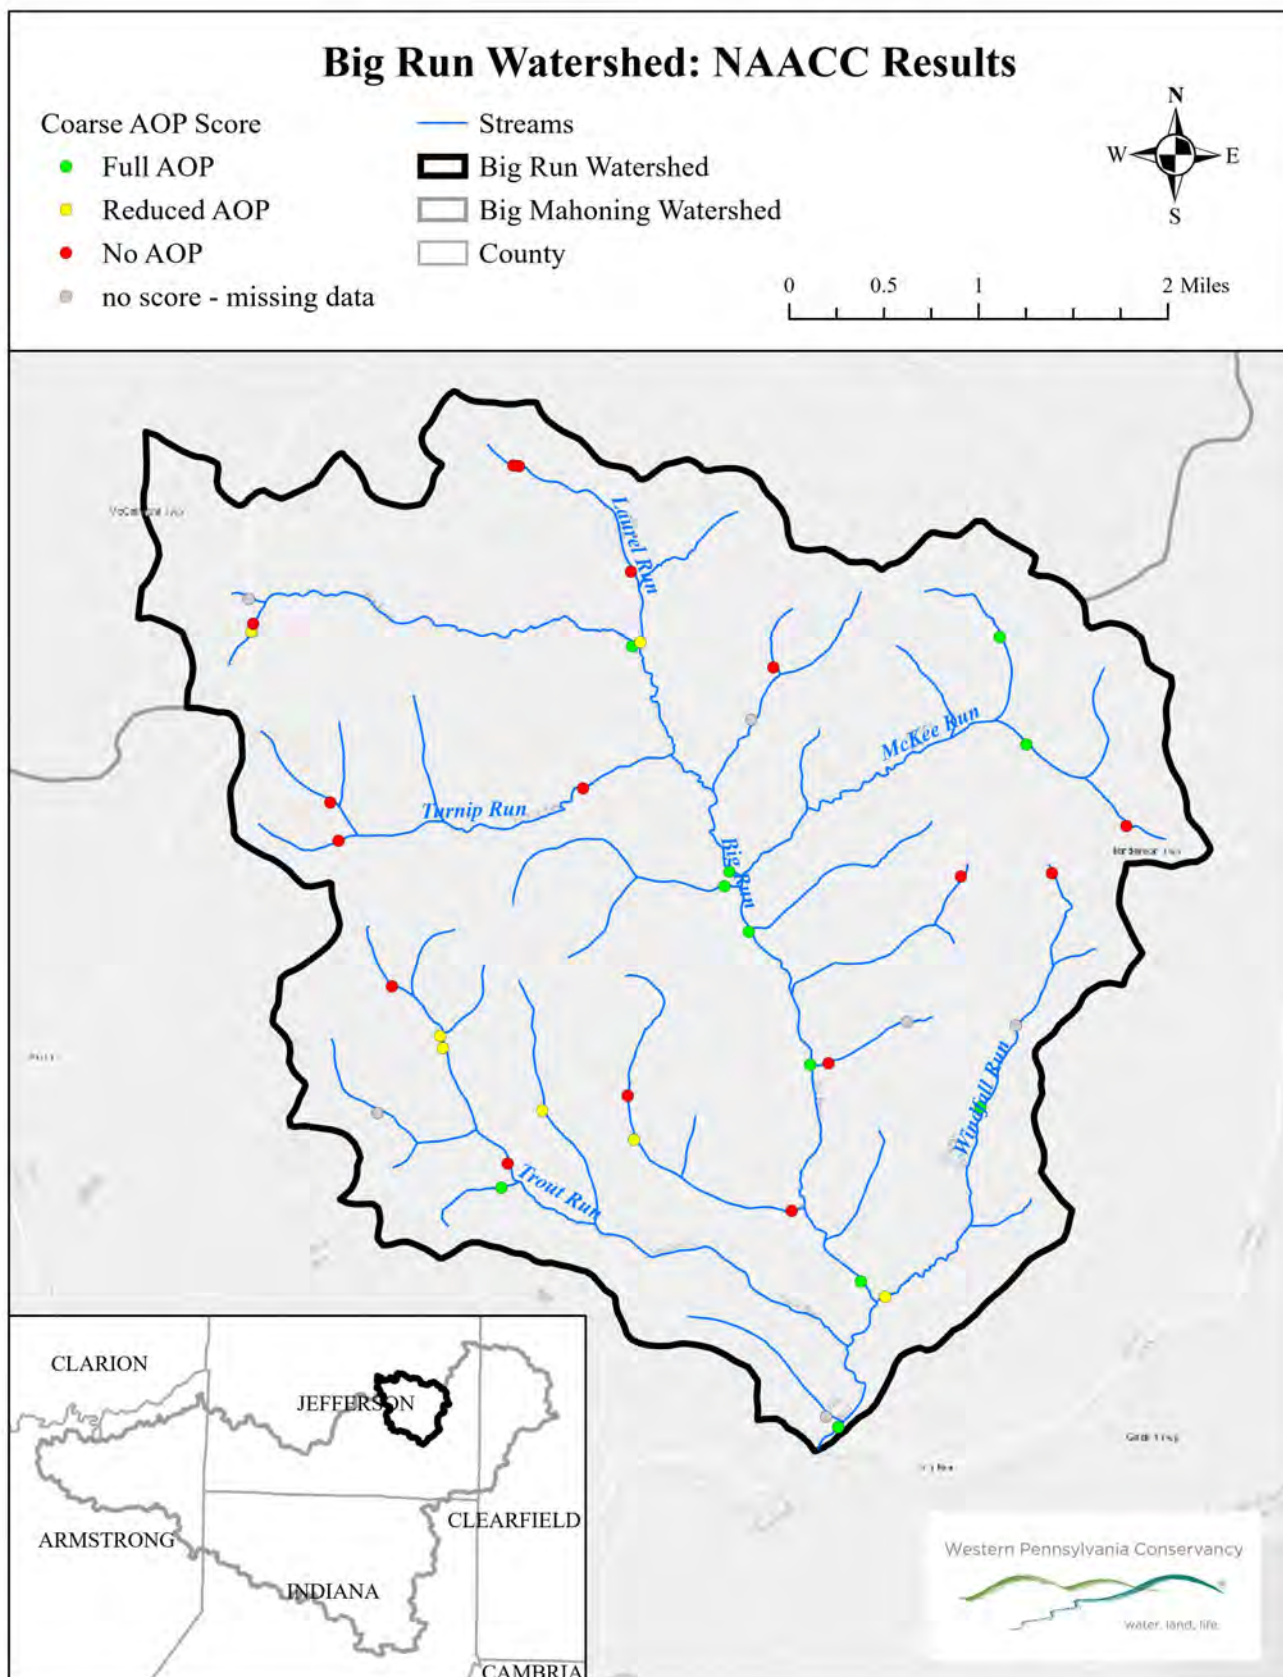 Big Run Watershed: NAACC Results
Coarse AOP Score
Full AOP
Reduced AOP
No AOP
no score - missing data
Streams
Big Run Watershed
Big Mahoning Watershed
County
N
W
E
S
0 0.5 1 2 Miles
Laurel Run
McKee Run
Turnip Run
Big Run
Windfall Run
Trout Run
CLARION
JEFFERSON
ARMSTRONG
CLEARFIELD
INDIANA
CAMBRIA
Western Pennsylvania Conservancy
water, land, life.